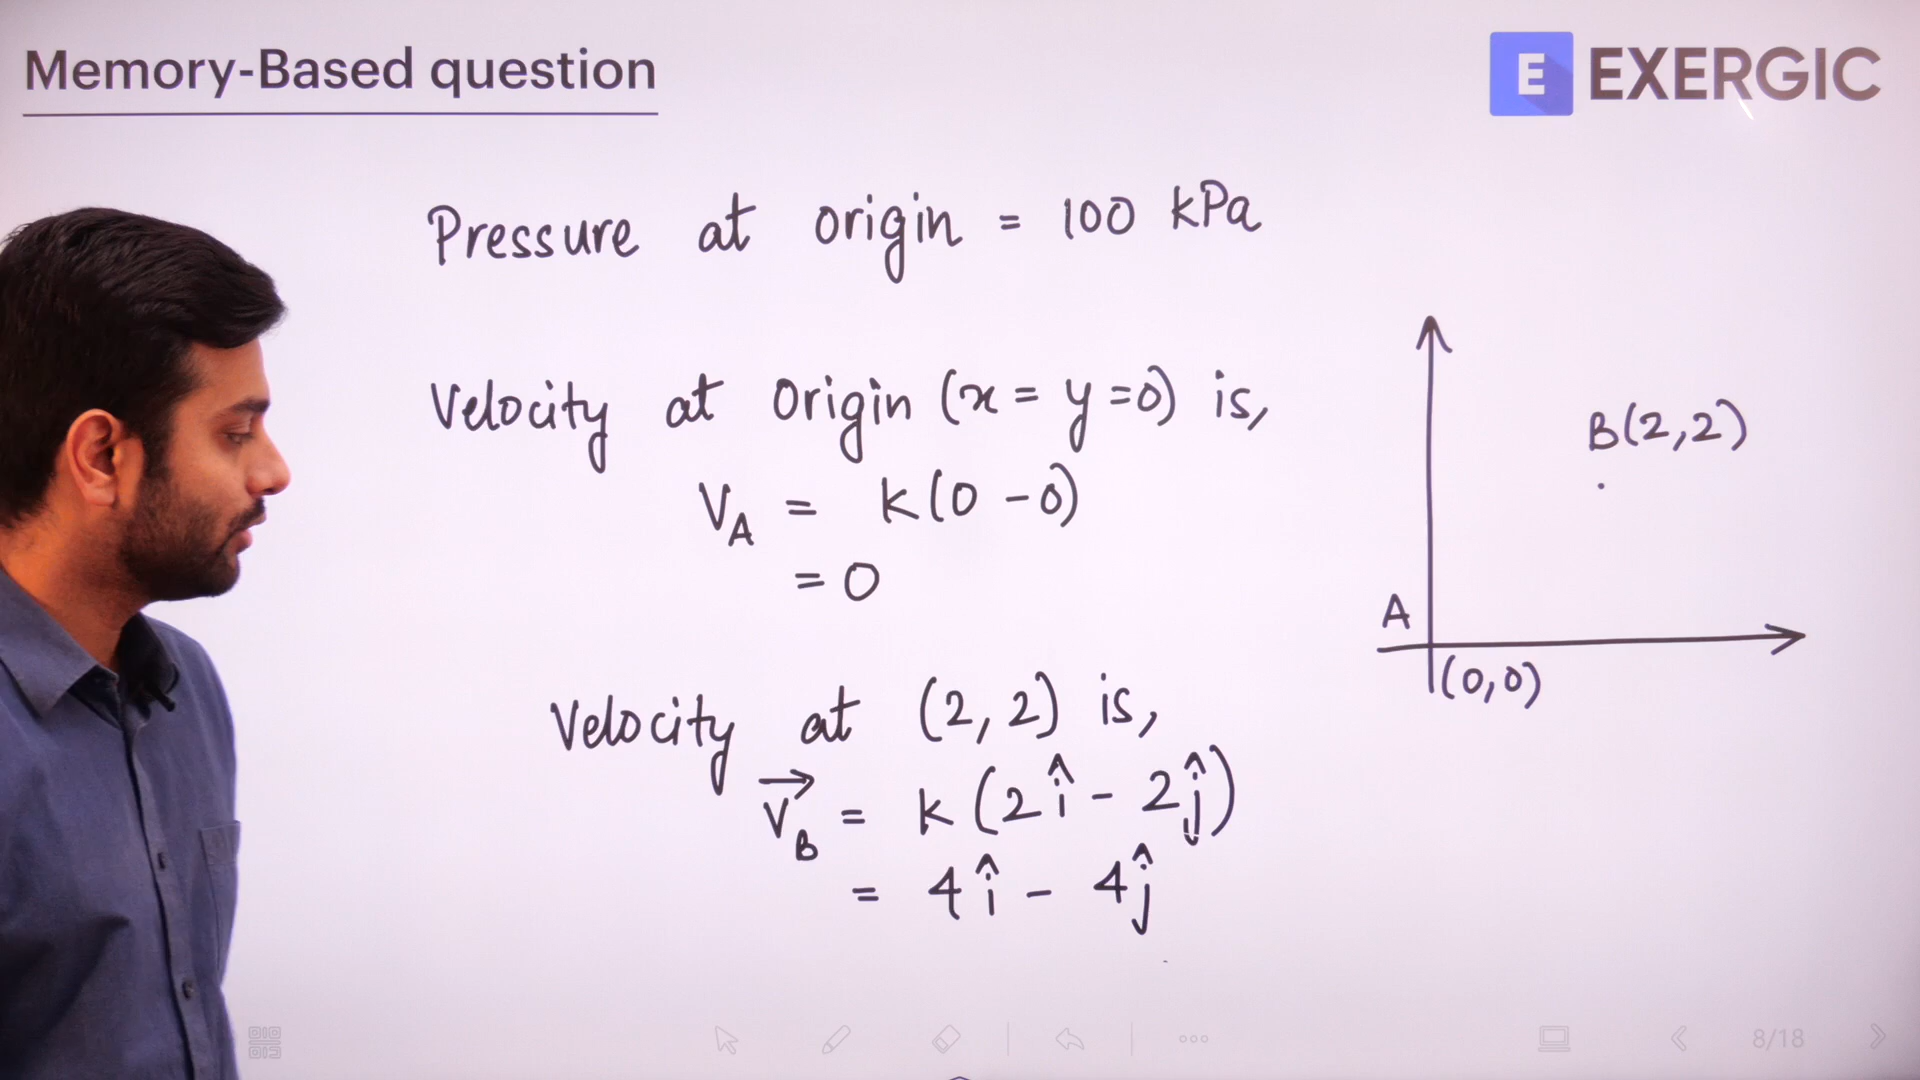 Memory-Based question
E EXERGIC
Pressure at origin = 100 kPa
Velocity at Origin (x = y = 0) is,
V_A = k(0 - 0)
= 0
B(2,2)
A
(0,0)
Velocity at (2, 2) is,
V⃗_B = k(2î - 2ĵ)
= 4î - 4ĵ
8/18